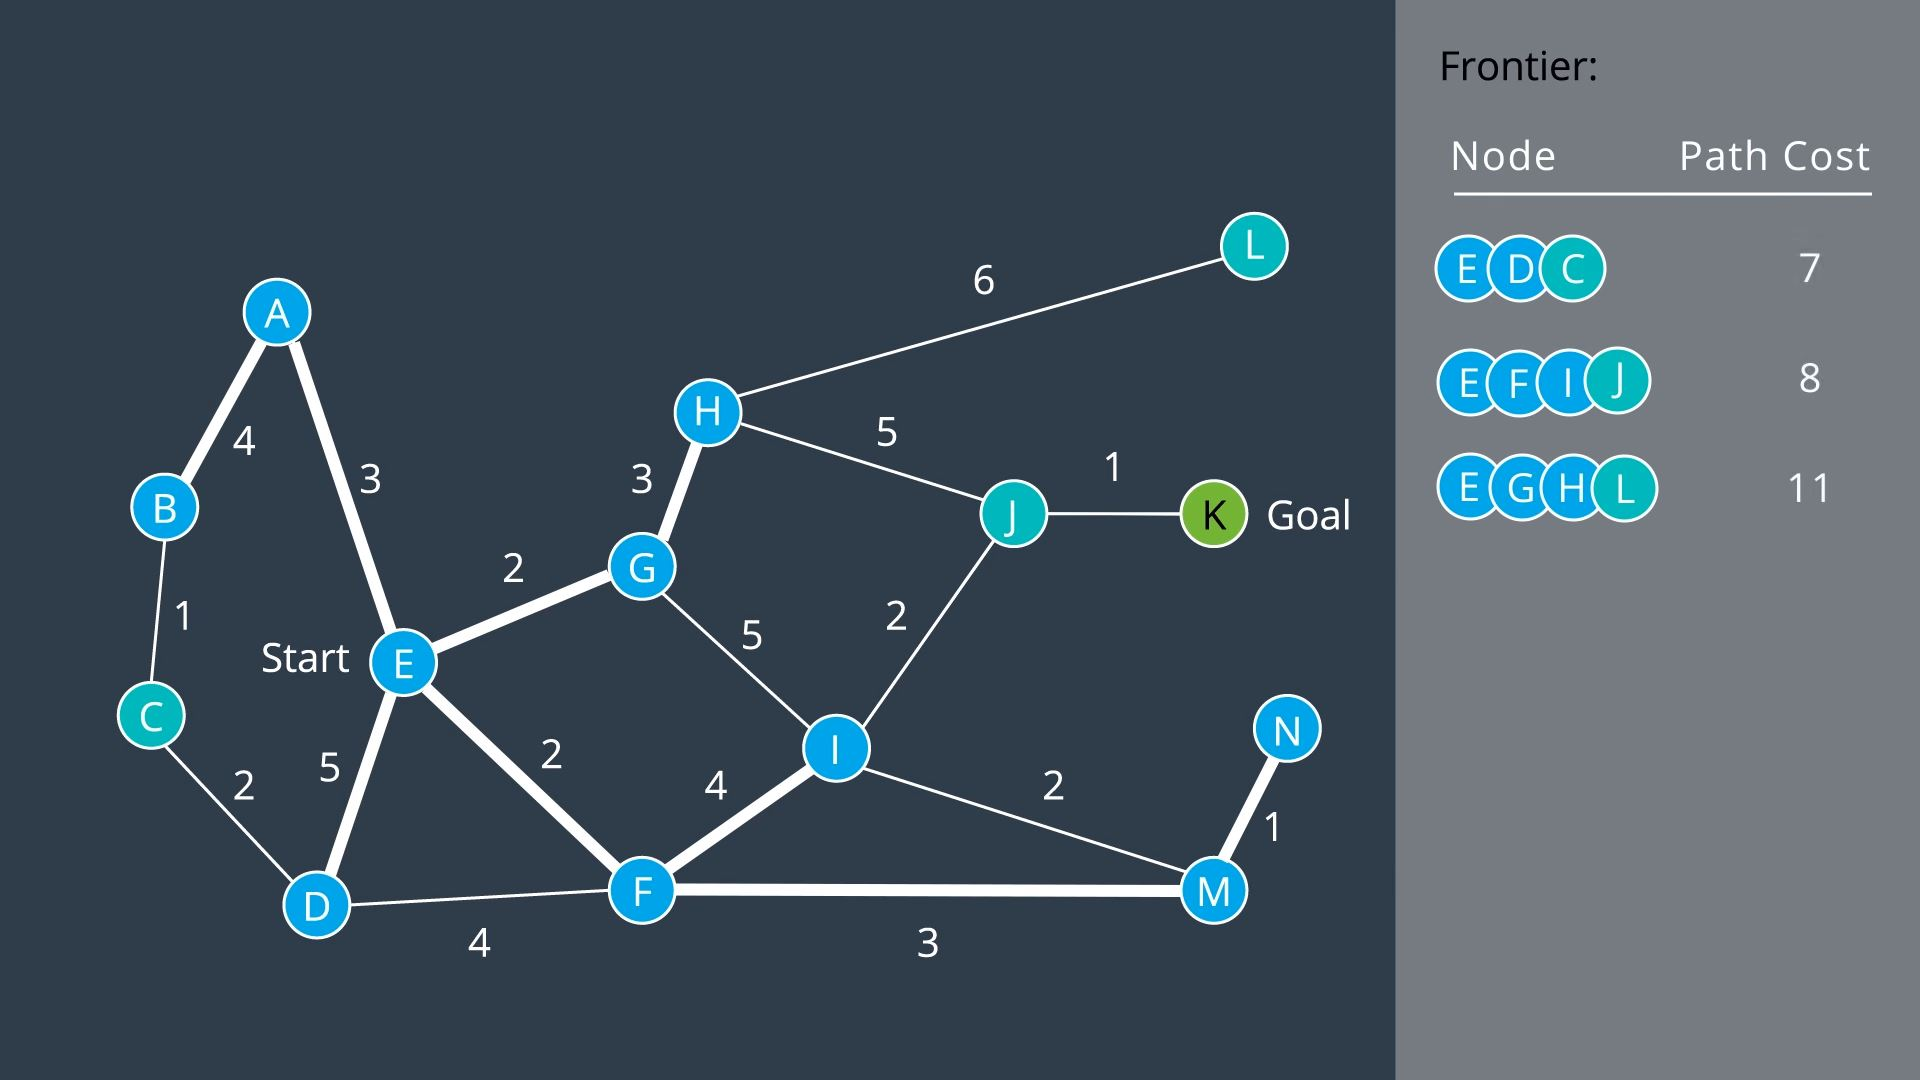 Frontier:
Node Path Cost
E D C 7
E F I J 8
E G H L 11
L
6
A
H
5
4
3
3
1
B
J
K Goal
2
G
5
2
1
Start E
C
N
I
5
2
4
2
2
1
D
F
M
4
3